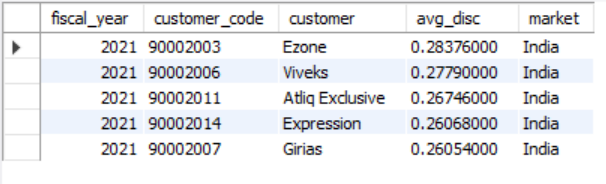 fiscal_year customer_code customer avg_disc market
2021 90002003 Ezone 0.28376000 India
2021 90002006 Viveks 0.27790000 India
2021 90002011 Atliq Exclusive 0.26746000 India
2021 90002014 Expression 0.26068000 India
2021 90002007 Girias 0.26054000 India